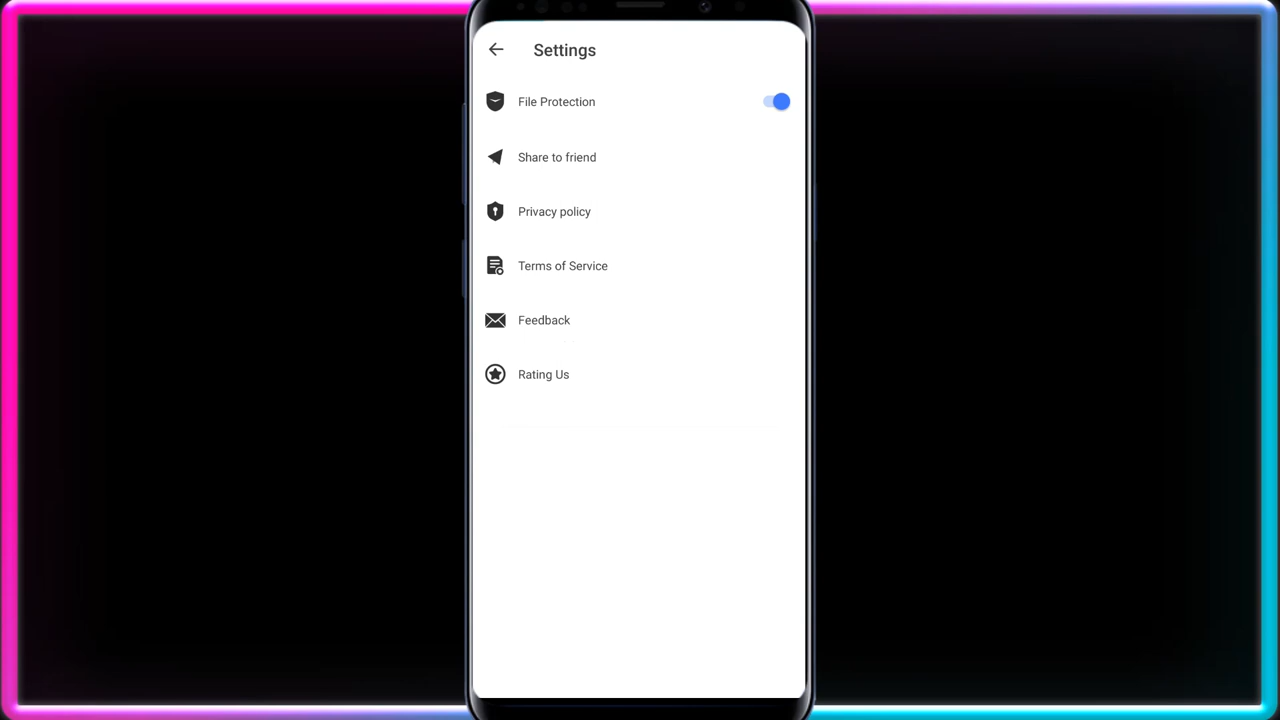 Settings
File Protection
Share to friend
Privacy policy
Terms of Service
Feedback
Rating Us